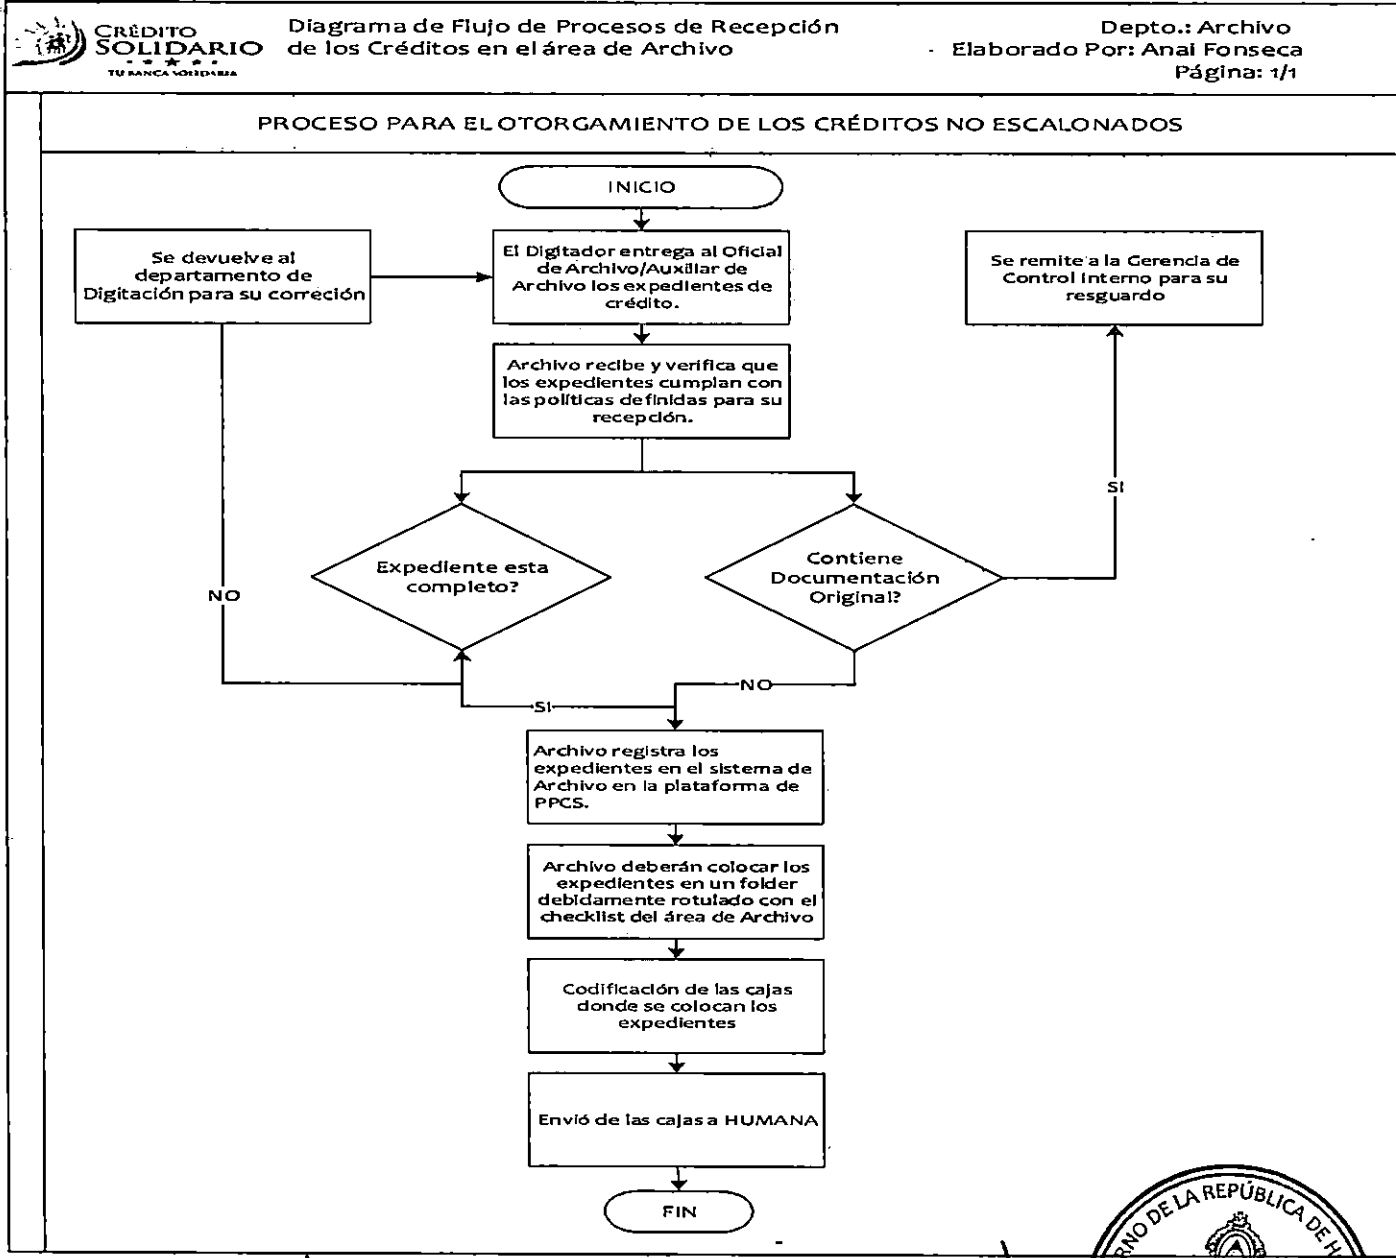 CRÉDITO
SOLIDARIO
TU BANCA SOLIDARIA
Diagrama de Flujo de Procesos de Recepción
de los Créditos en el área de Archivo
Depto.: Archivo
Elaborado Por: Anai Fonseca
Página: 1/1
PROCESO PARA EL OTORGAMIENTO DE LOS CRÉDITOS NO ESCALONADOS
INICIO
Se devuelve al
departamento de
Digitación para su correción
El Digitador entrega al Oficial
de Archivo/Auxiliar de
Archivo los expedientes de
crédito.
Se remite a la Gerencia de
Control Interno para su
resguardo
Archivo recibe y verifica que
los expedientes cumplan con
las políticas definidas para su
recepción.
SI
Expediente esta
completo?
Contiene
Documentación
Original?
NO
NO
SI
Archivo registra los
expedientes en el sistema de
Archivo en la plataforma de
PPCS.
Archivo deberán colocar los
expedientes en un folder
debidamente rotulado con el
checklist del área de Archivo
Codificación de las cajas
donde se colocan los
expedientes
Envió de las cajas a HUMANA
FIN
RNO DE LA REPÚBLICA DE H